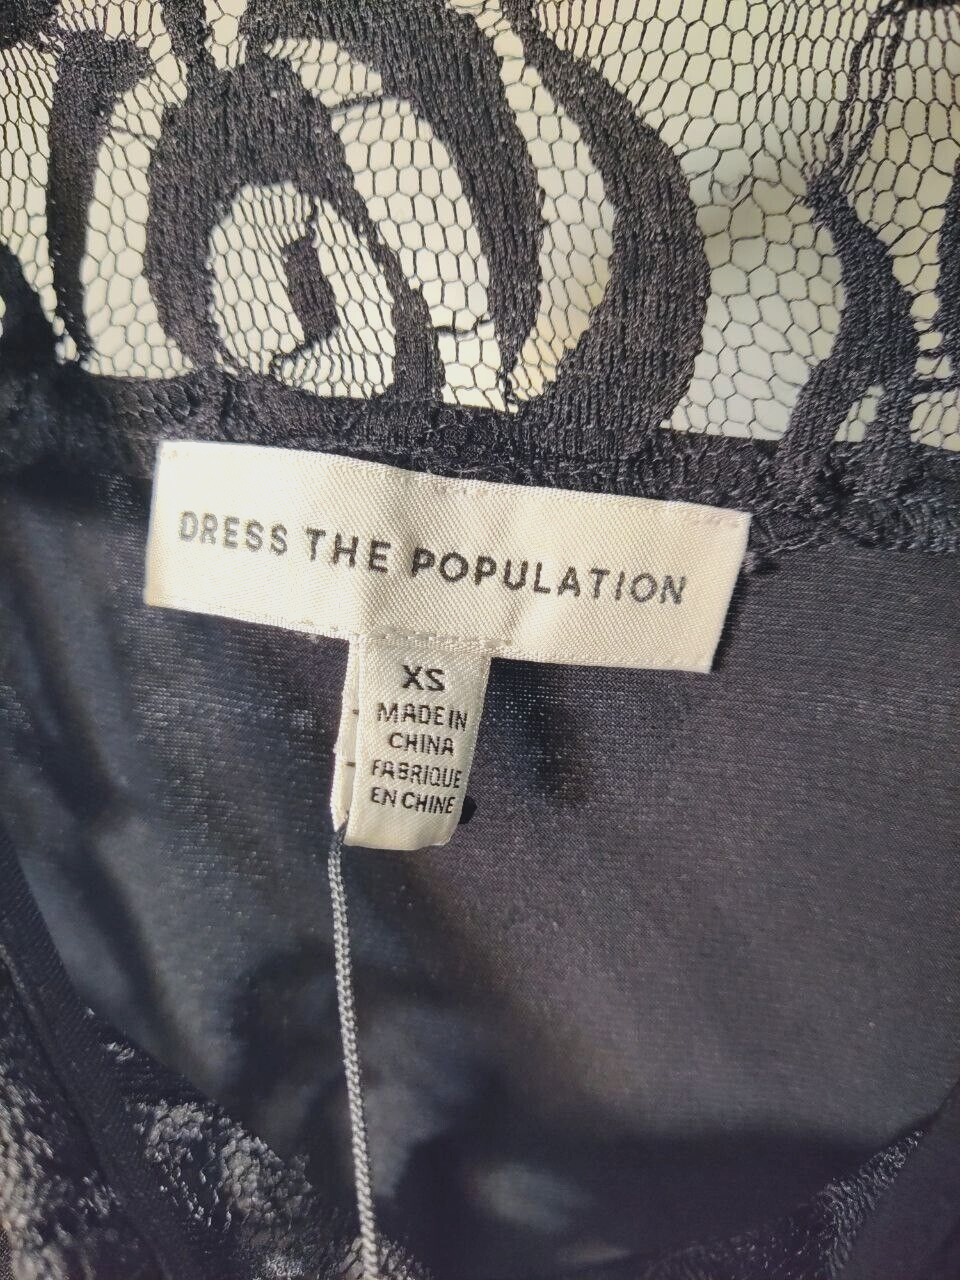 DRESS THE POPULATION
XS
MADE IN
CHINA
FABRIQUE
EN CHINE